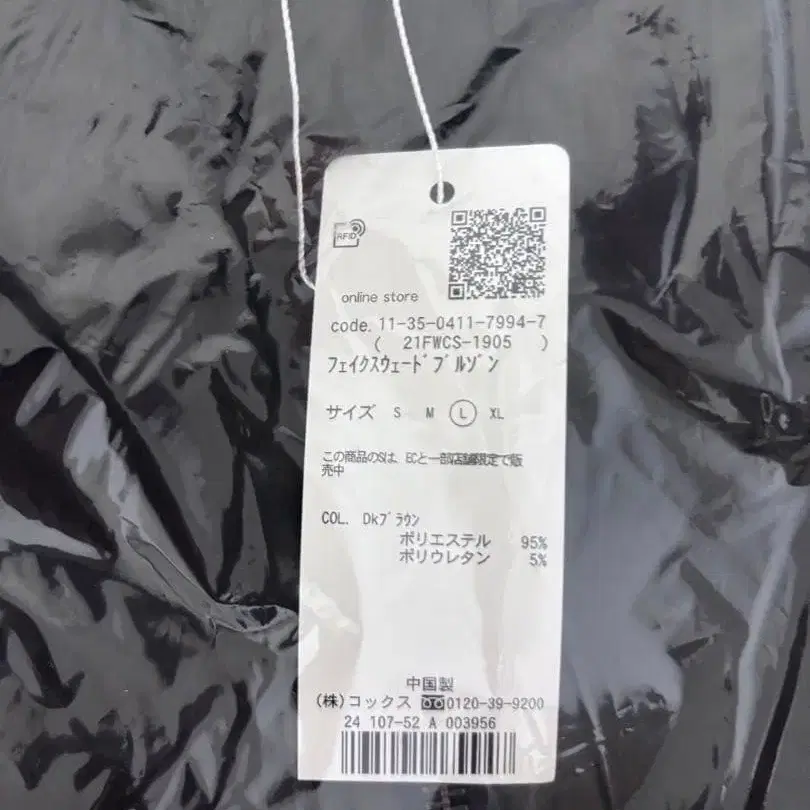 RFID
online store
code. 11-35-0411-7994-7
( 21FWCS-1905 )
ﾌｪｲｸｽｳｪｰﾄﾞﾌﾞﾙｿﾞﾝ
サイズ S M L XL
この商品のSは、ECと一部店舗限定で販
売中
COL. Dkﾌﾞﾗｳﾝ
ポリエステル 95%
ポリウレタン 5%
中国製
(株)コックス 0120-39-9200
24 107-52 A 003956